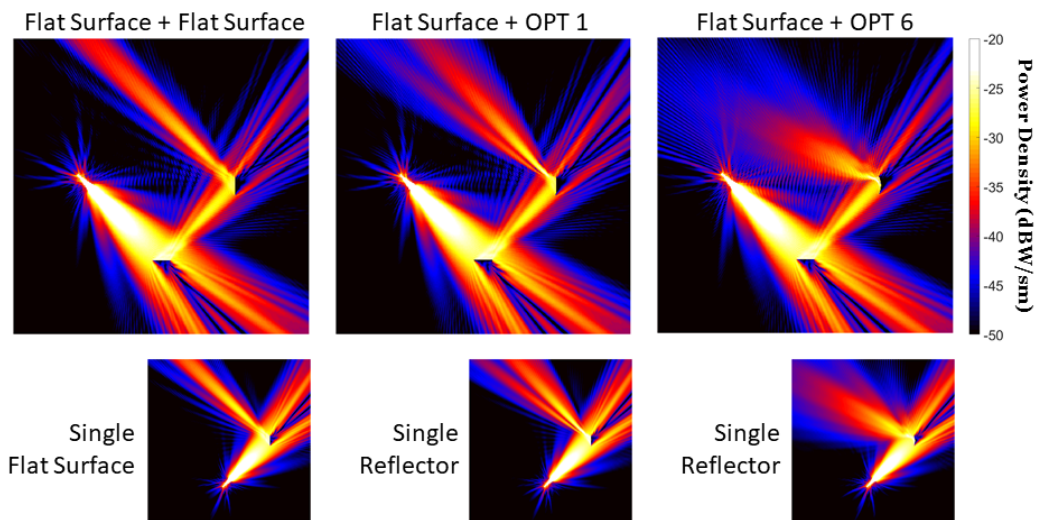 Flat Surface + Flat Surface
Flat Surface + OPT 1
Flat Surface + OPT 6
-20
-25
-30
-35
-40
-45
-50
Power Density (dBW/sm)
Single
Flat Surface
Single
Reflector
Single
Reflector